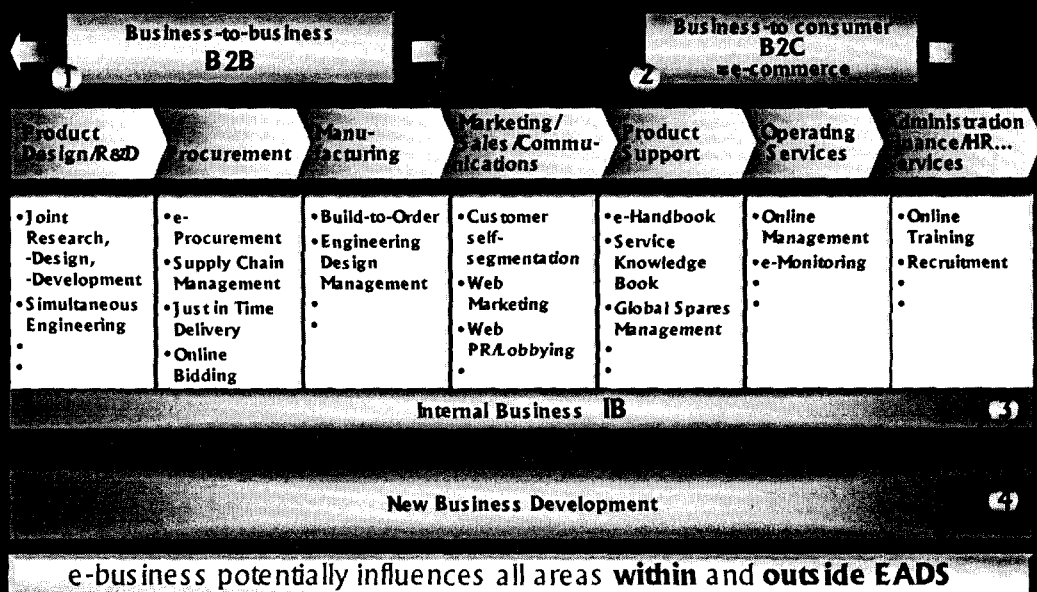 Business-to-business
B2B
1
Business-to consumer
B2C
=e-commerce
2
Product
Design/R&D
Procurement
Manu-
facturing
Marketing/
Sales/Commu-
nications
Product
Support
Operating
Services
Administration
Finance/HR...
Services
•Joint
Research,
-Design,
-Development
•Simultaneous
Engineering
•
•
•e-
Procurement
•Supply Chain
Management
•Just in Time
Delivery
•Online
Bidding
•Build-to-Order
•Engineering
Design
Management
•
•
•Customer
self-
segmentation
•Web
Marketing
•Web
PR/Lobbying
•
•e-Handbook
•Service
Knowledge
Book
•Global Spares
Management
•
•
•Online
Management
•e-Monitoring
•
•
•Online
Training
•Recruitment
•
•
Internal Business IB
3
New Business Development
4
e-business potentially influences all areas within and outside EADS